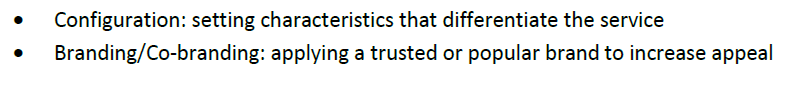 • Configuration: setting characteristics that differentiate the service
• Branding/Co-branding: applying a trusted or popular brand to increase appeal